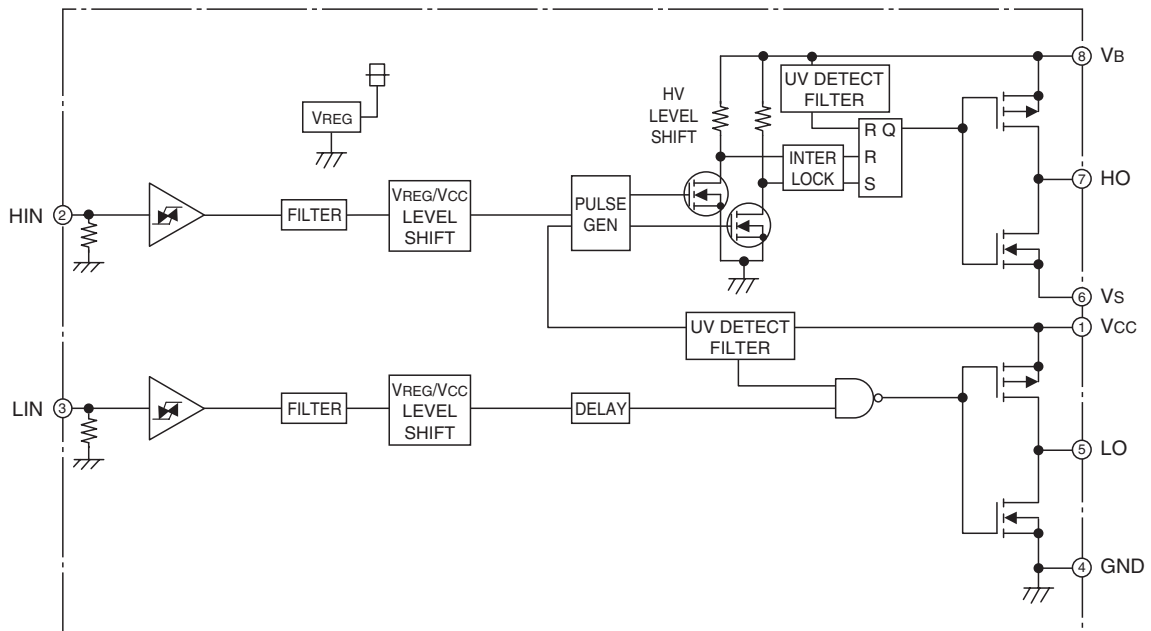 8 VB
UV DETECT
FILTER
HV
LEVEL
SHIFT
VREG
R Q
R
S
INTER
LOCK
7 HO
HIN 2
FILTER
VREG/VCC
LEVEL
SHIFT
PULSE
GEN
6 VS
1 VCC
UV DETECT
FILTER
LIN 3
FILTER
VREG/VCC
LEVEL
SHIFT
DELAY
5 LO
4 GND